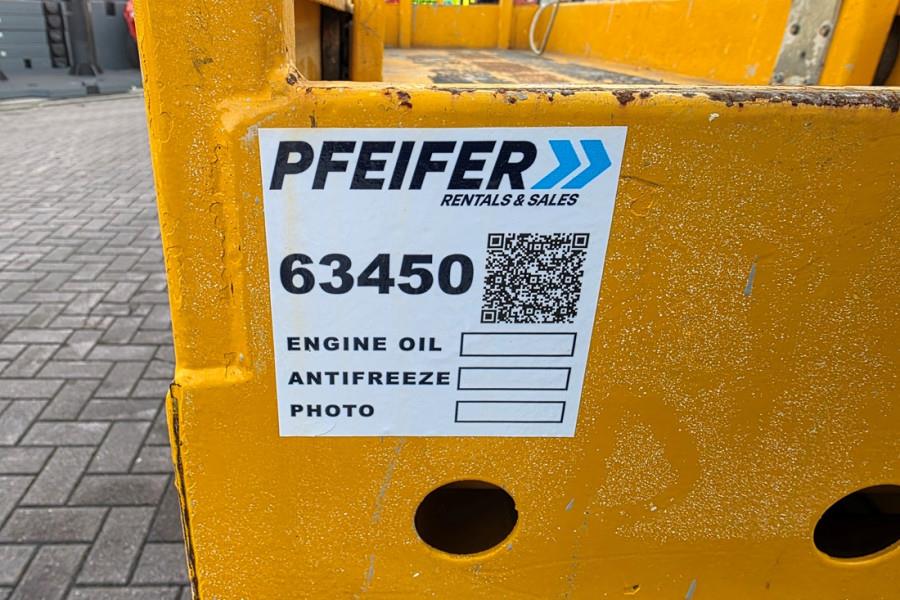 PFEIFER
RENTALS & SALES
63450
ENGINE OIL
ANTIFREEZE
PHOTO